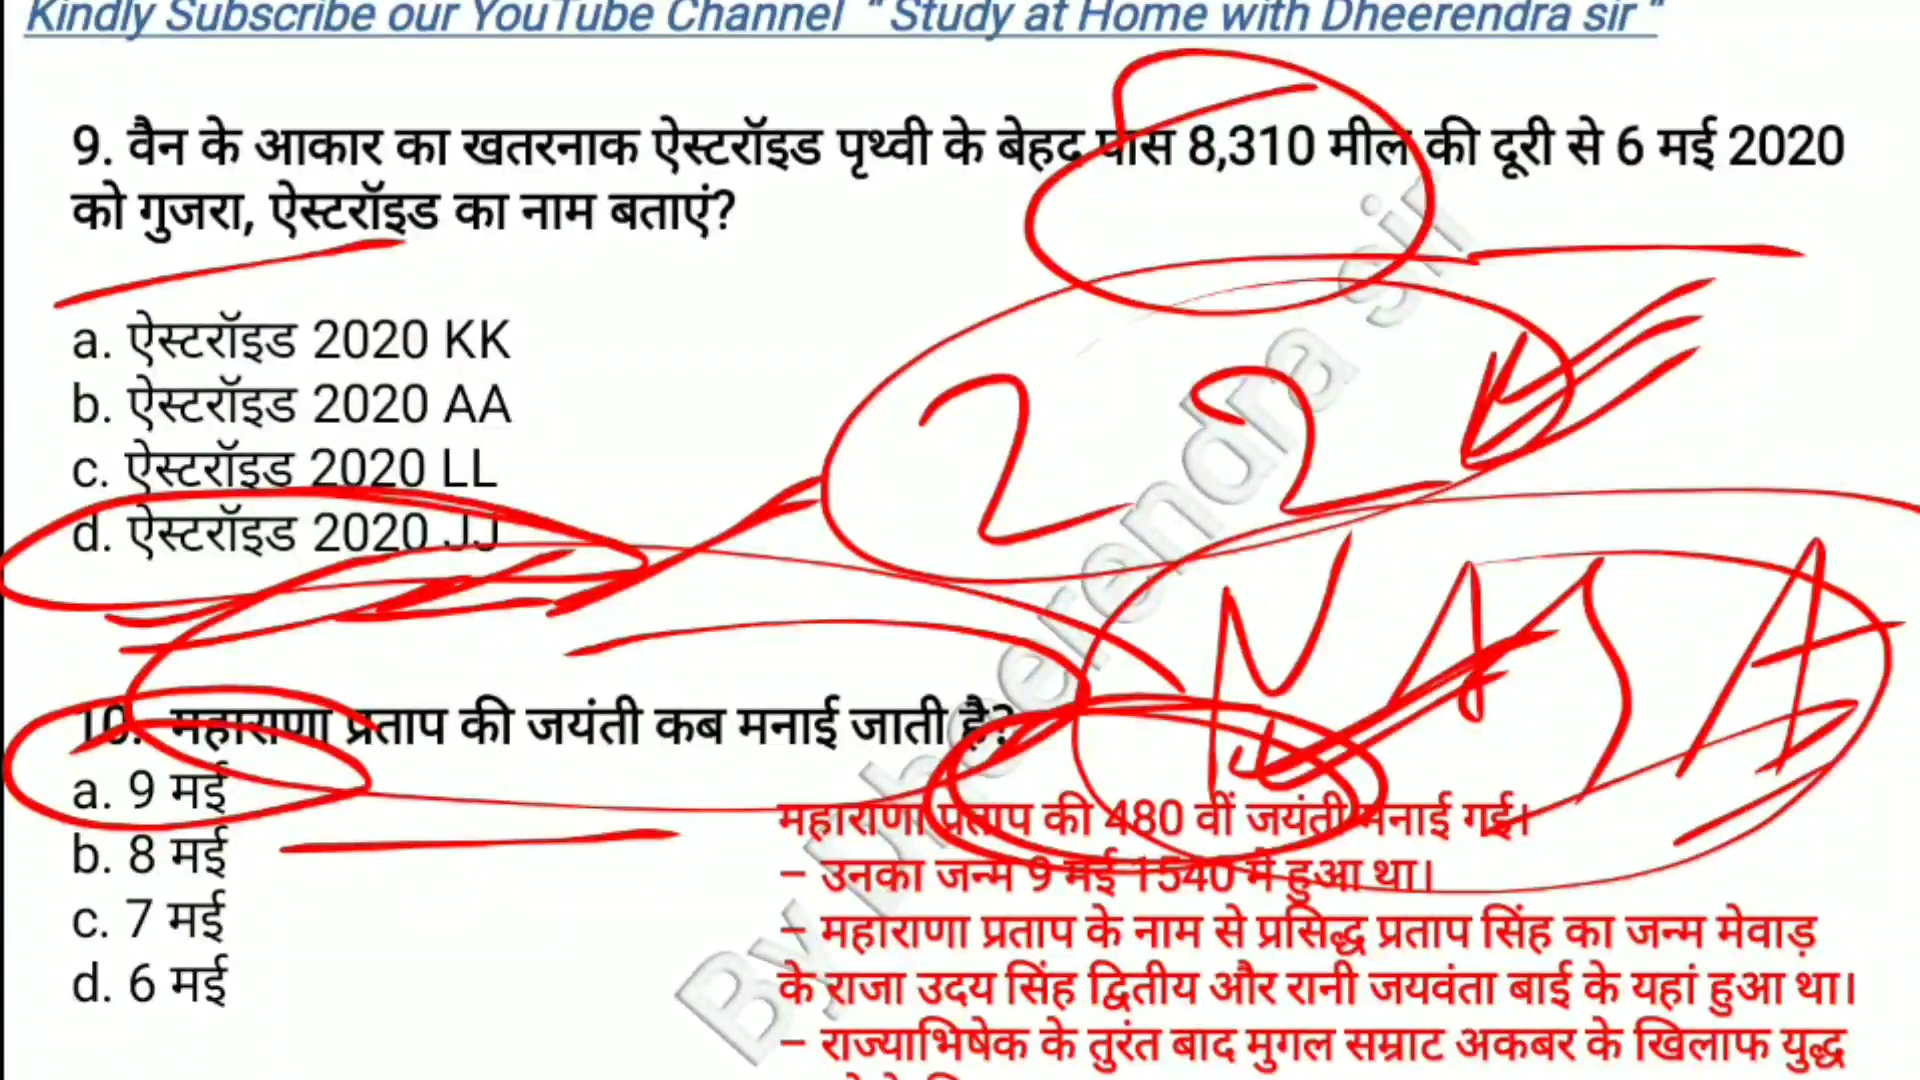 Kindly Subscribe our YouTube Channel “ Study at Home with Dheerendra sir “
9. वैन के आकार का खतरनाक ऐस्टरॉइड पृथ्वी के बेहद पास 8,310 मील की दूरी से 6 मई 2020
को गुजरा, ऐस्टरॉइड का नाम बताएं?
a. ऐस्टरॉइड 2020 KK
b. ऐस्टरॉइड 2020 AA
c. ऐस्टरॉइड 2020 LL
d. ऐस्टरॉइड 2020 JJ
22
NASA
10. महाराणा प्रताप की जयंती कब मनाई जाती है?
a. 9 मई
b. 8 मई
c. 7 मई
d. 6 मई
महाराणा प्रताप की 480 वीं जयंती मनाई गई।
– उनका जन्म 9 मई 1540 में हुआ था।
– महाराणा प्रताप के नाम से प्रसिद्ध प्रताप सिंह का जन्म मेवाड़
के राजा उदय सिंह द्वितीय और रानी जयवंता बाई के यहां हुआ था।
– राज्याभिषेक के तुरंत बाद मुगल सम्राट अकबर के खिलाफ युद्ध
By Dheerendra sir